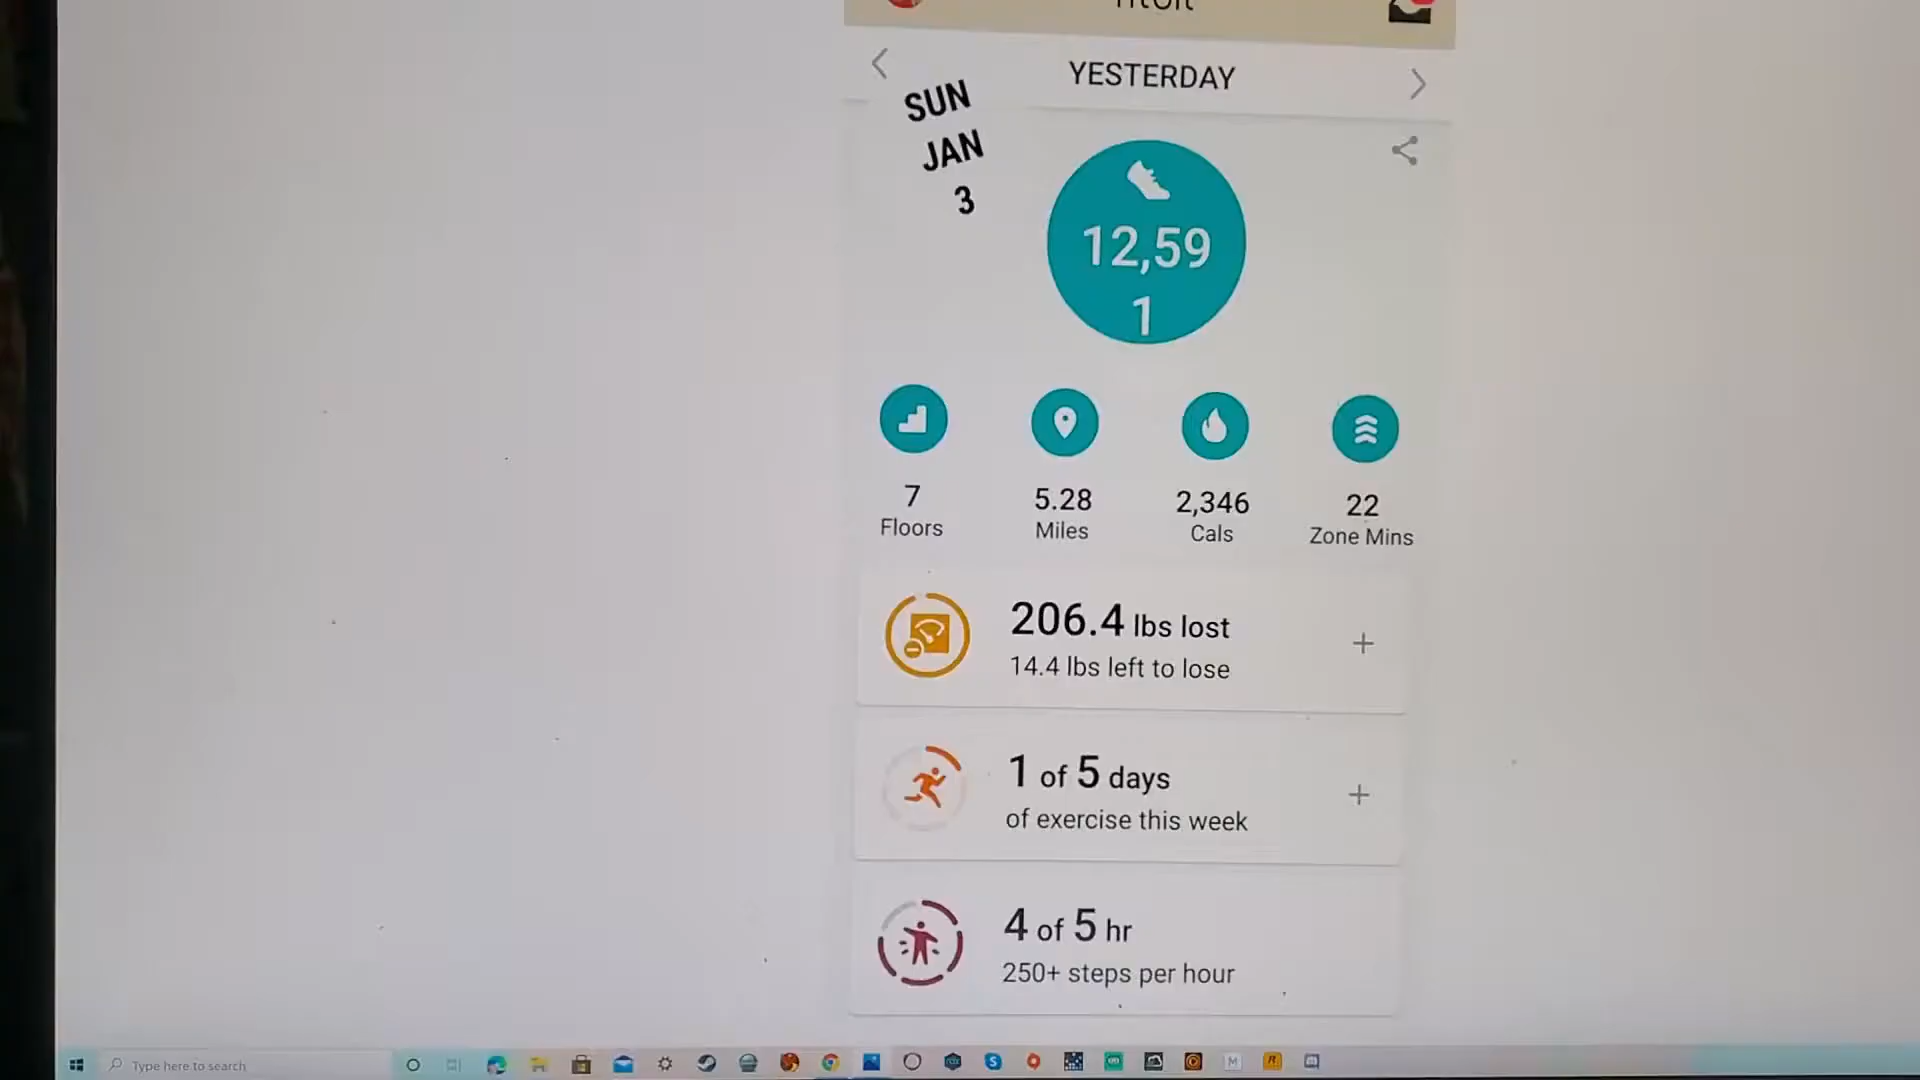 YESTERDAY
SUN
JAN
3
12,59
1
7
Floors
5.28
Miles
2,346
Cals
22
Zone Mins
206.4 lbs lost
14.4 lbs left to lose
1 of 5 days
of exercise this week
4 of 5 hr
250+ steps per hour
Type here to search